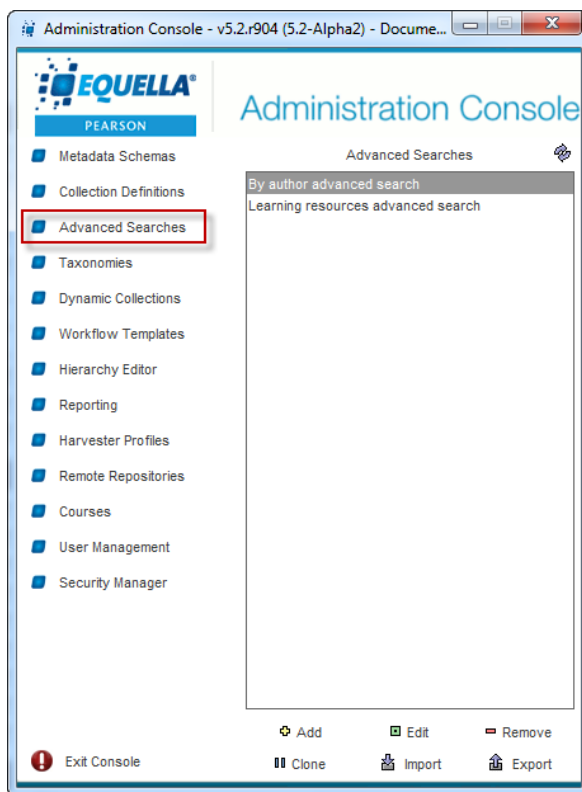 Administration Console - v5.2.r904 (5.2-Alpha2) - Docume...
EQUELLA®
PEARSON
Administration Console
Metadata Schemas
Collection Definitions
Advanced Searches
Taxonomies
Dynamic Collections
Workflow Templates
Hierarchy Editor
Reporting
Harvester Profiles
Remote Repositories
Courses
User Management
Security Manager
Exit Console
Advanced Searches
By author advanced search
Learning resources advanced search
Add Edit Remove
Clone Import Export